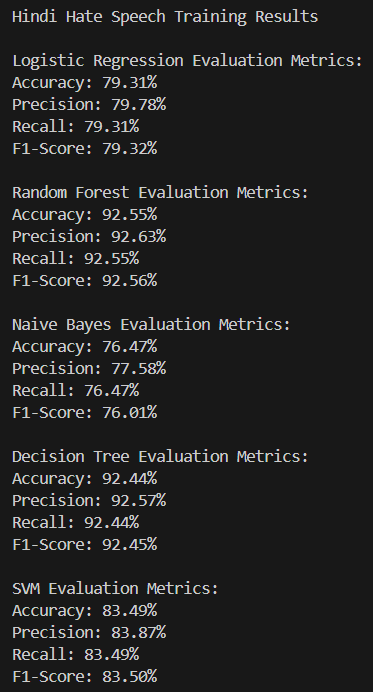 Hindi Hate Speech Training Results
Logistic Regression Evaluation Metrics:
Accuracy: 79.31%
Precision: 79.78%
Recall: 79.31%
F1-Score: 79.32%
Random Forest Evaluation Metrics:
Accuracy: 92.55%
Precision: 92.63%
Recall: 92.55%
F1-Score: 92.56%
Naive Bayes Evaluation Metrics:
Accuracy: 76.47%
Precision: 77.58%
Recall: 76.47%
F1-Score: 76.01%
Decision Tree Evaluation Metrics:
Accuracy: 92.44%
Precision: 92.57%
Recall: 92.44%
F1-Score: 92.45%
SVM Evaluation Metrics:
Accuracy: 83.49%
Precision: 83.87%
Recall: 83.49%
F1-Score: 83.50%